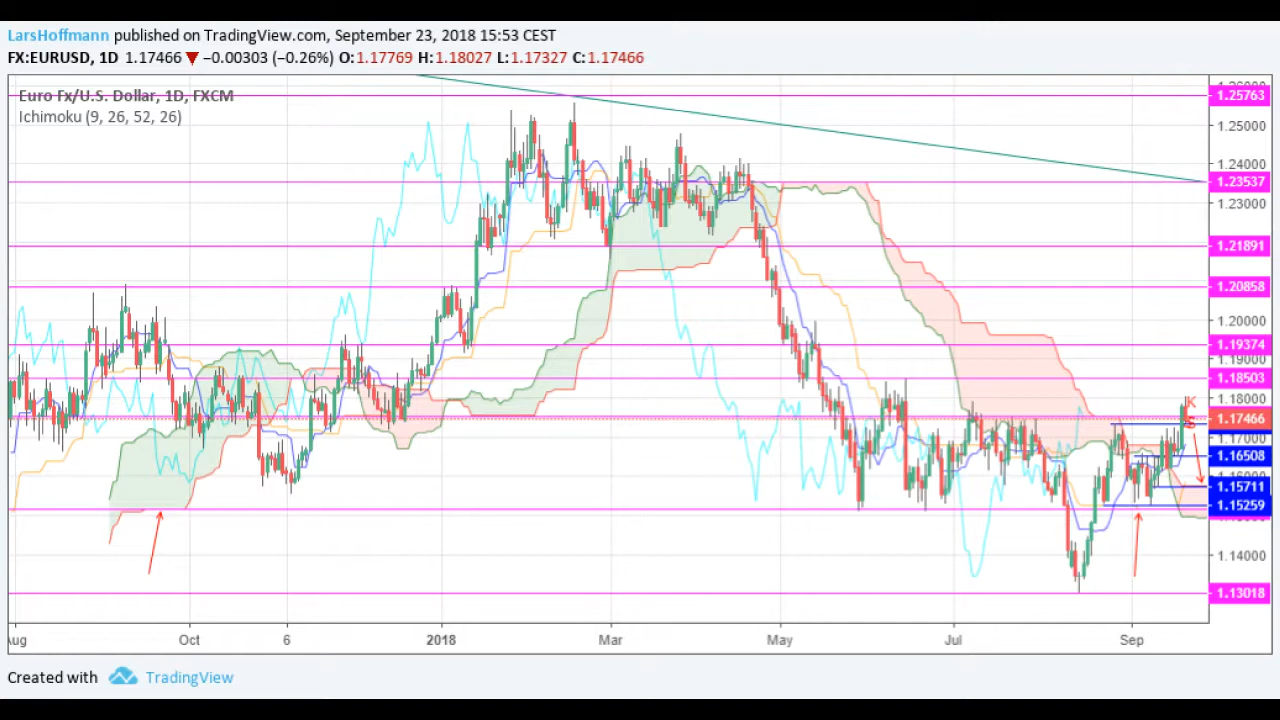 LarsHoffmann published on TradingView.com, September 23, 2018 15:53 CEST
FX:EURUSD, 1D 1.17466 ▼ −0.00303 (−0.26%) O:1.17769 H:1.18027 L:1.17327 C:1.17466
Euro Fx/U.S. Dollar, 1D, FXCM
Ichimoku (9, 26, 52, 26)
1.25763
1.25000
1.24000
1.23537
1.23000
1.21891
1.20858
1.20000
1.19374
1.19000
1.18503
1.18000
K
1.17466
S
1.17000
1.16508
1.15711
1.15259
1.14000
1.13018
Aug Oct 6 2018 Mar May Jul Sep
Created with TradingView